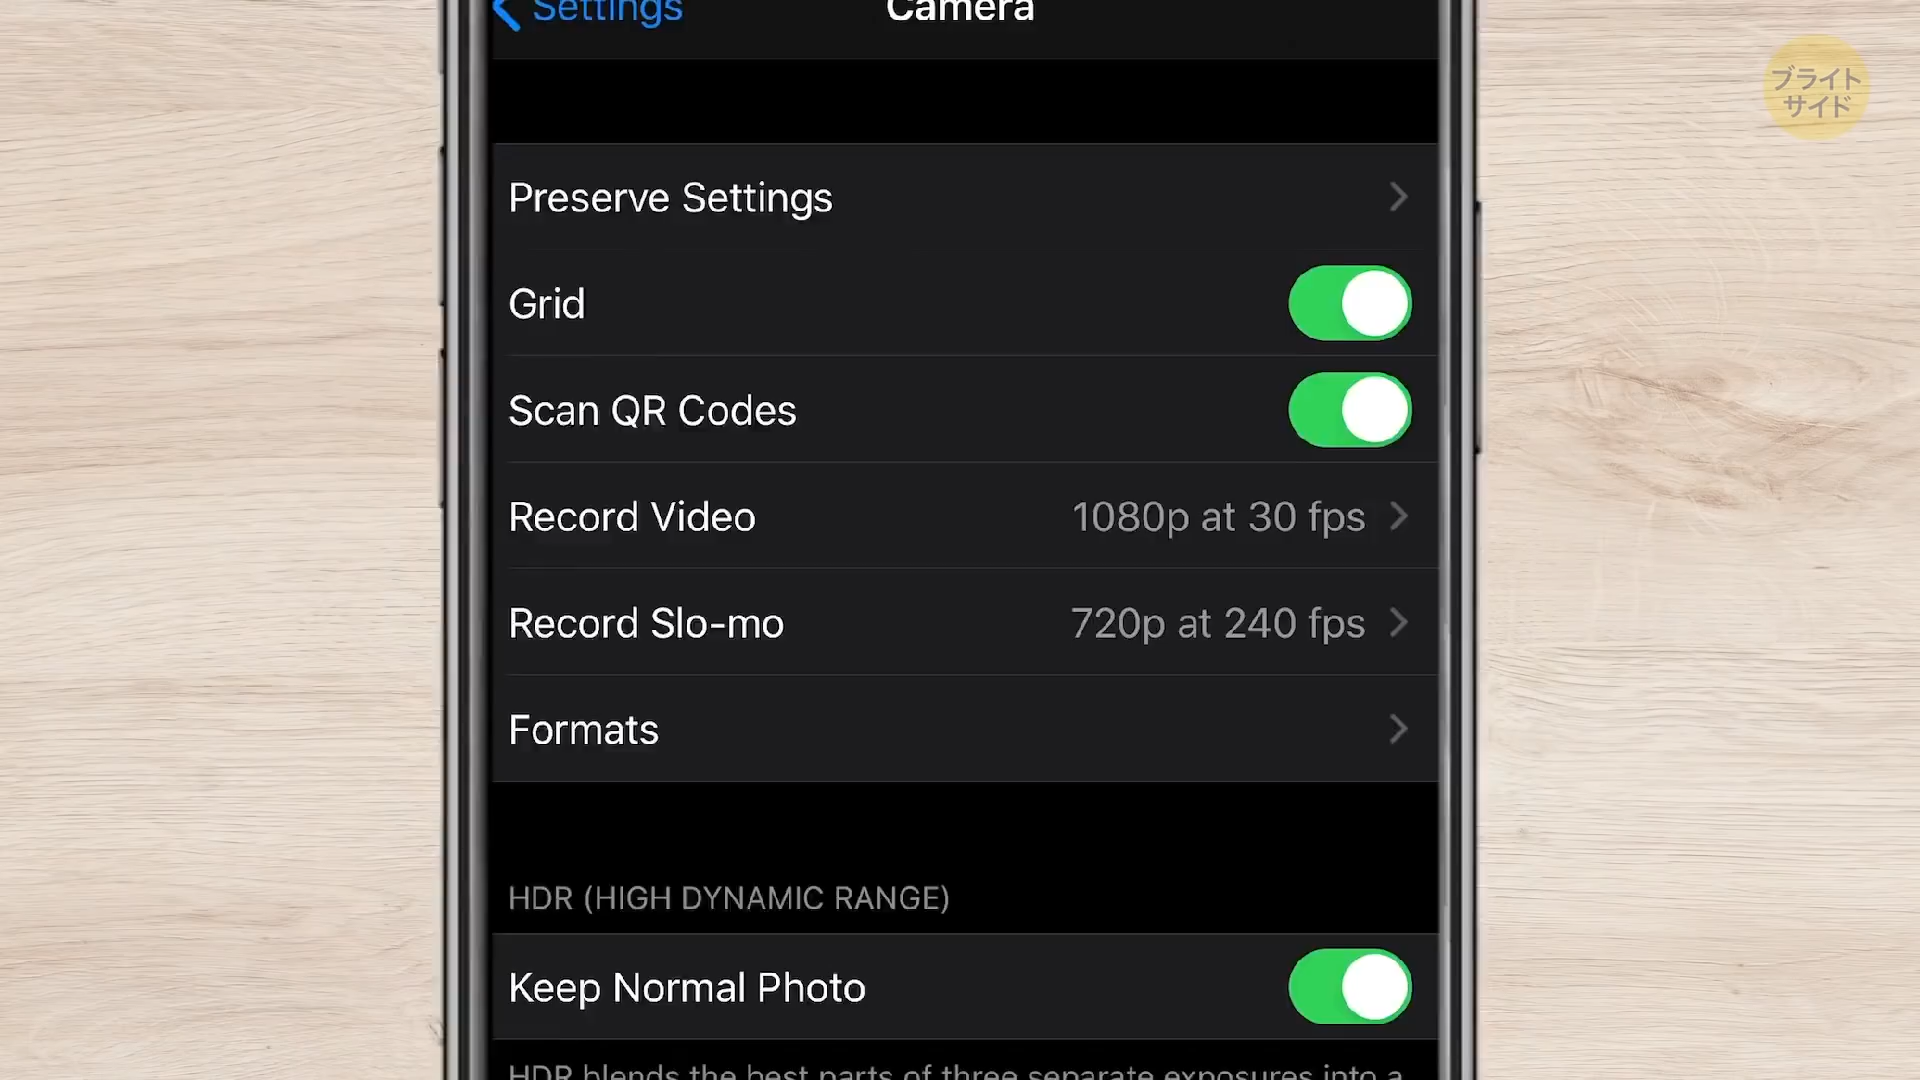 Settings
Camera
ブライト
サイド
Preserve Settings
Grid
Scan QR Codes
Record Video
1080p at 30 fps
Record Slo-mo
720p at 240 fps
Formats
HDR (HIGH DYNAMIC RANGE)
Keep Normal Photo
HDR blends the best parts of three separate exposures into a